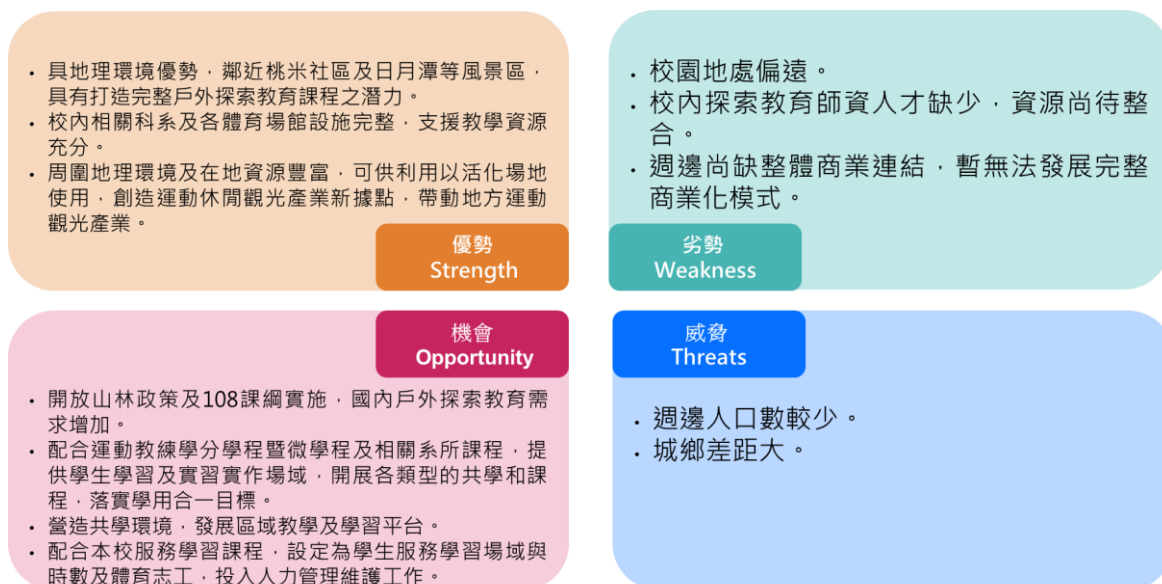 • 具地理環境優勢，鄰近桃米社區及日月潭等風景區，
具有打造完整戶外探索教育課程之潛力。
• 校內相關科系及各體育場館設施完整，支援教學資源
充分。
• 周圍地理環境及在地資源豐富，可供利用以活化場地
使用，創造運動休閒觀光產業新據點，帶動地方運動
觀光產業。
優勢
Strength
• 校園地處偏遠。
• 校內探索教育師資人才缺少，資源尚待整
合。
• 週邊尚缺整體商業連結，暫無法發展完整
商業化模式。
劣勢
Weakness
機會
Opportunity
• 開放山林政策及108課綱實施，國內戶外探索教育需
求增加。
• 配合運動教練學分學程暨微學程及相關系所課程，提
供學生學習及實習實作場域，開展各類型的共學和課
程，落實學用合一目標。
• 營造共學環境，發展區域教學及學習平台。
• 配合本校服務學習課程，設定為學生服務學習場域與
時數及體育志工，投入人力管理維護工作。
威脅
Threats
• 週邊人口數較少。
• 城鄉差距大。